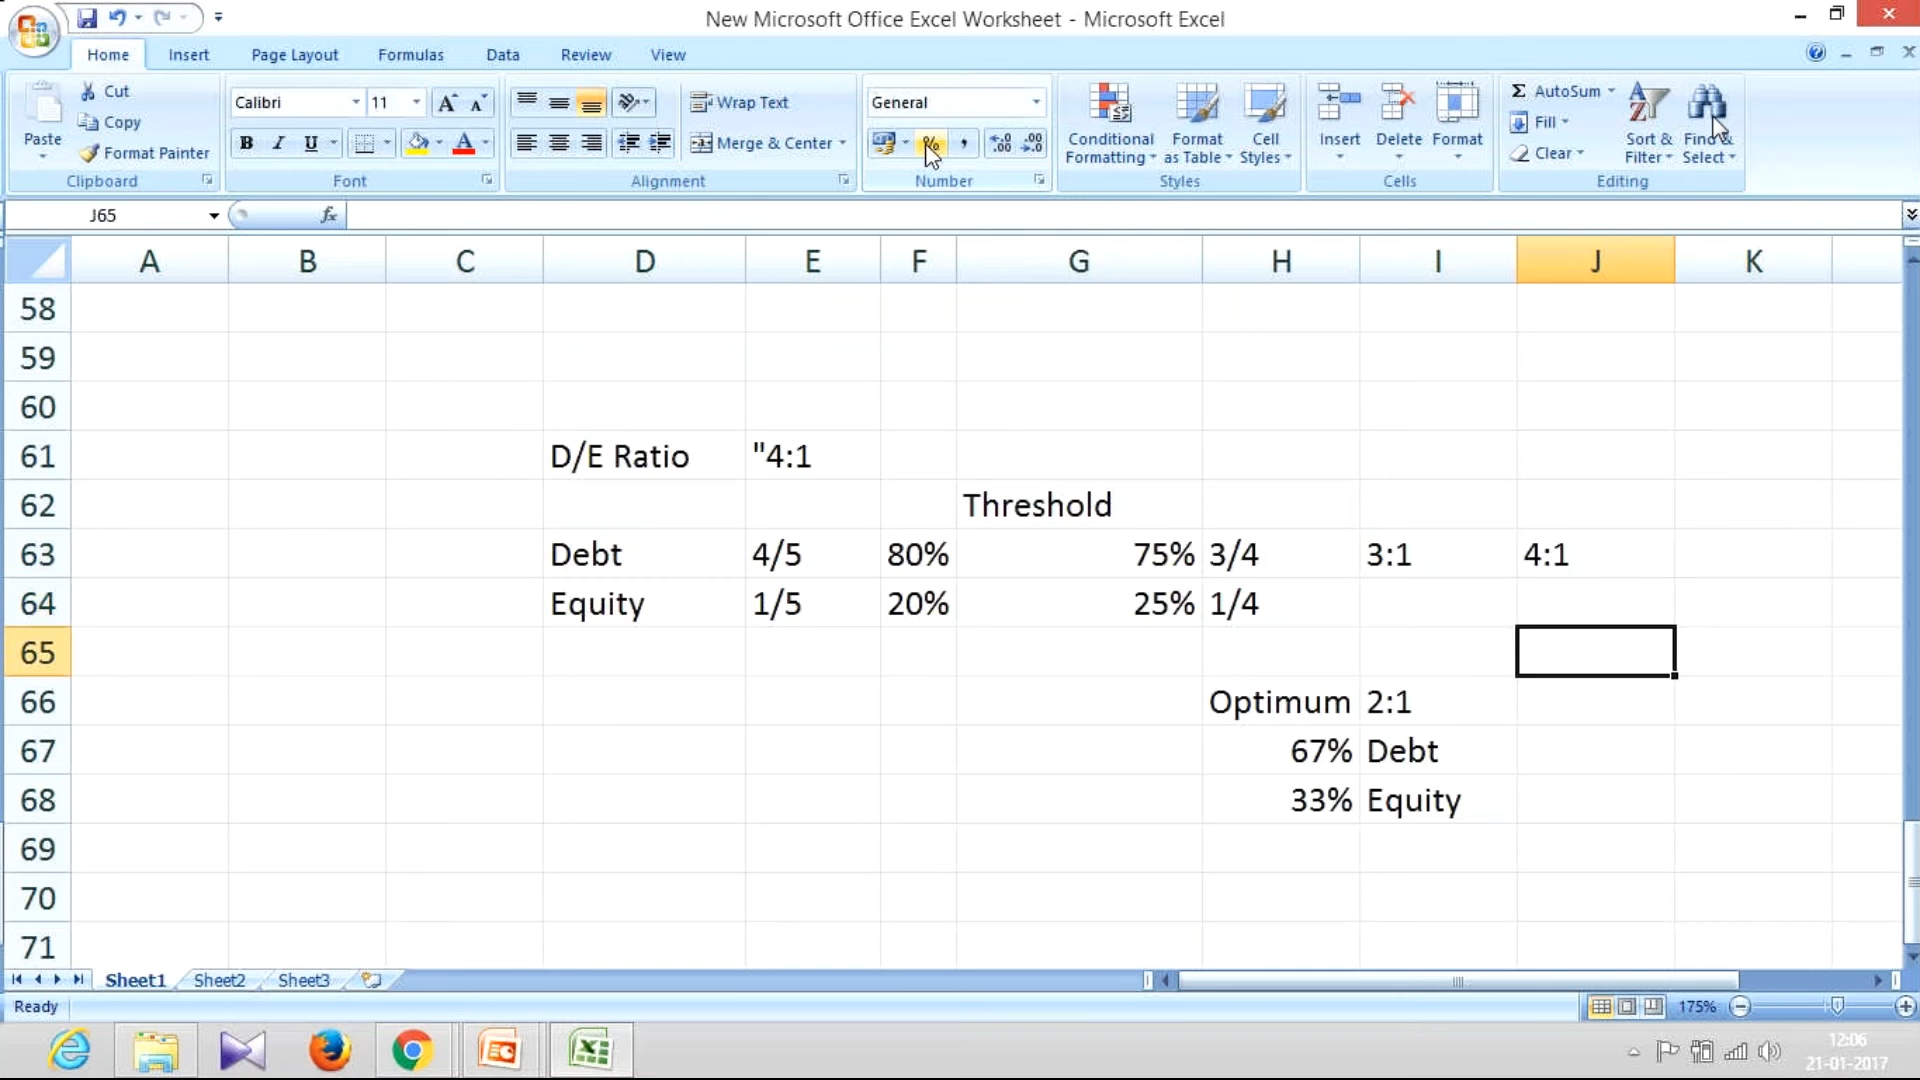 New Microsoft Office Excel Worksheet - Microsoft Excel
Home Insert Page Layout Formulas Data Review View
Paste
Cut
Copy
Format Painter
Clipboard
Calibri 11
B I U
Font
Wrap Text
Merge & Center
Alignment
General
% ,
Number
Conditional Formatting
Format as Table
Cell Styles
Styles
Insert
Delete
Format
Cells
Σ AutoSum
Fill
Clear
Sort & Filter
Find & Select
Editing
J65 fx
A B C D E F G H I J K
58
59
60
61 D/E Ratio "4:1
62 Threshold
63 Debt 4/5 80% 75% 3/4 3:1 4:1
64 Equity 1/5 20% 25% 1/4
65
66 Optimum 2:1
67 67% Debt
68 33% Equity
69
70
71
Sheet1 Sheet2 Sheet3
Ready 175%
12:06
21-01-2017